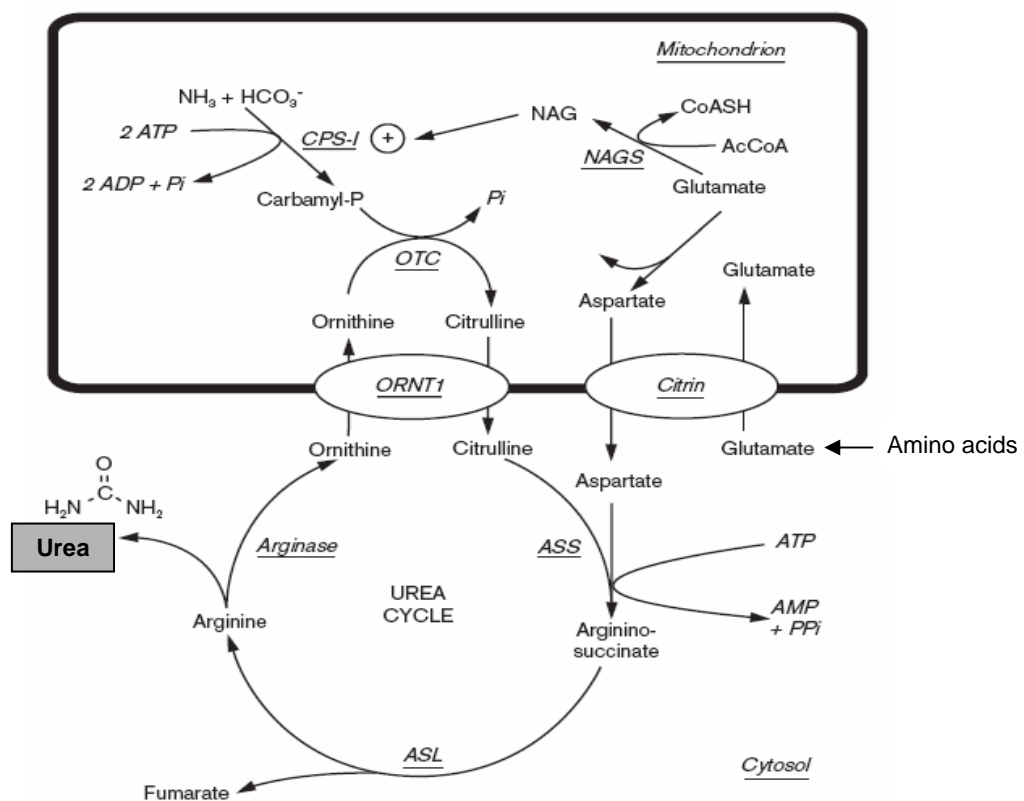 Mitochondrion
NH₃ + HCO₃⁻
2 ATP
CPS-I
+
NAG
CoASH
NAGS
AcCoA
2 ADP + Pi
Carbamyl-P
Pi
Glutamate
OTC
Aspartate
Glutamate
Ornithine
Citrulline
ORNT1
Citrin
Ornithine
Citrulline
Glutamate
Amino acids
Aspartate
O
C
H₂N
NH₂
Urea
Arginase
ASS
ATP
UREA
CYCLE
Arginine
Arginino-
succinate
AMP
+ PPi
ASL
Cytosol
Fumarate